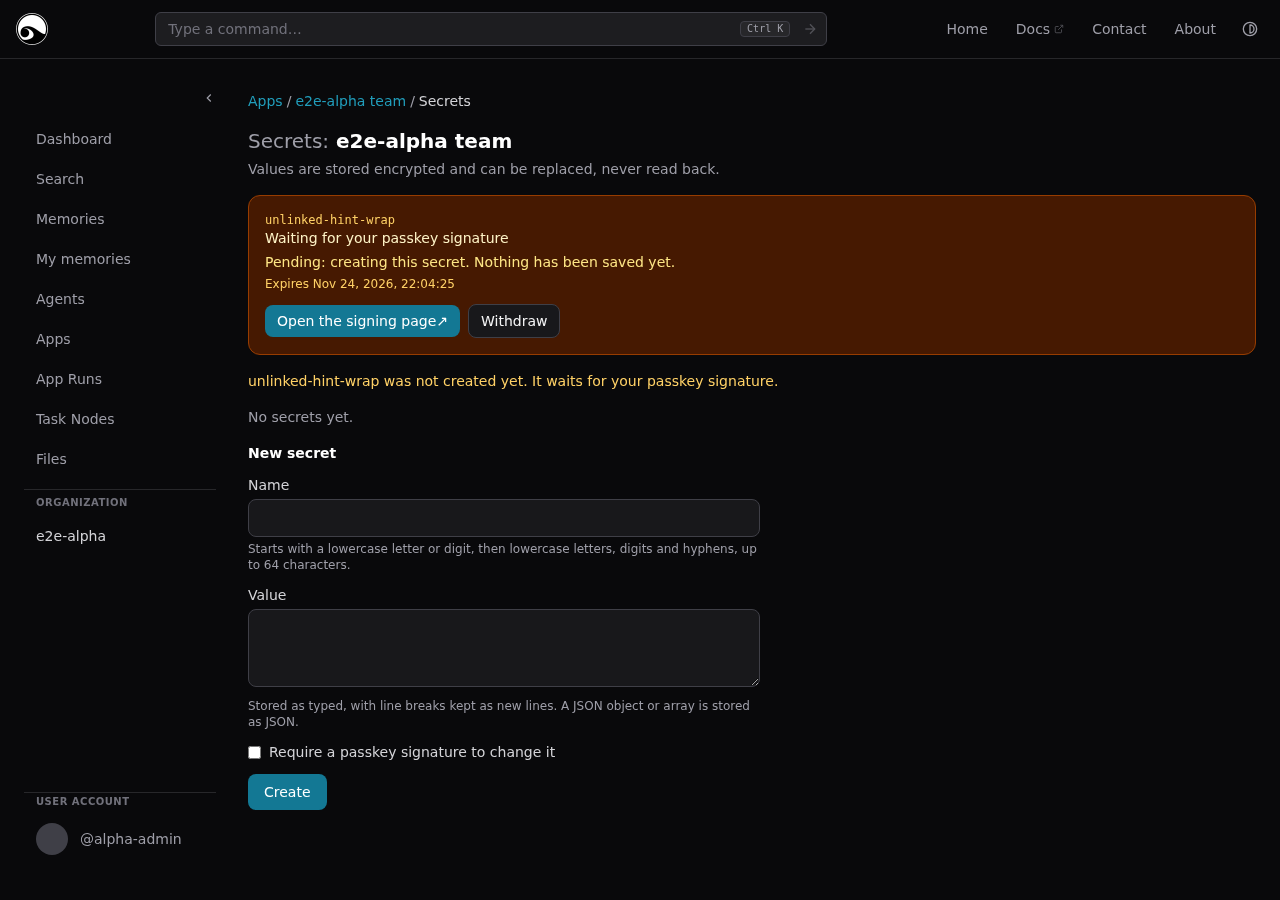 Type a command...
Ctrl K
Home
Docs
Contact
About
Apps / e2e-alpha team / Secrets
Dashboard
Search
Memories
My memories
Agents
Apps
App Runs
Task Nodes
Files
ORGANIZATION
e2e-alpha
USER ACCOUNT
@alpha-admin
Secrets: e2e-alpha team
Values are stored encrypted and can be replaced, never read back.
unlinked-hint-wrap
Waiting for your passkey signature
Pending: creating this secret. Nothing has been saved yet.
Expires Nov 24, 2026, 22:04:25
Open the signing page↗
Withdraw
unlinked-hint-wrap was not created yet. It waits for your passkey signature.
No secrets yet.
New secret
Name
Starts with a lowercase letter or digit, then lowercase letters, digits and hyphens, up
to 64 characters.
Value
Stored as typed, with line breaks kept as new lines. A JSON object or array is stored
as JSON.
Require a passkey signature to change it
Create